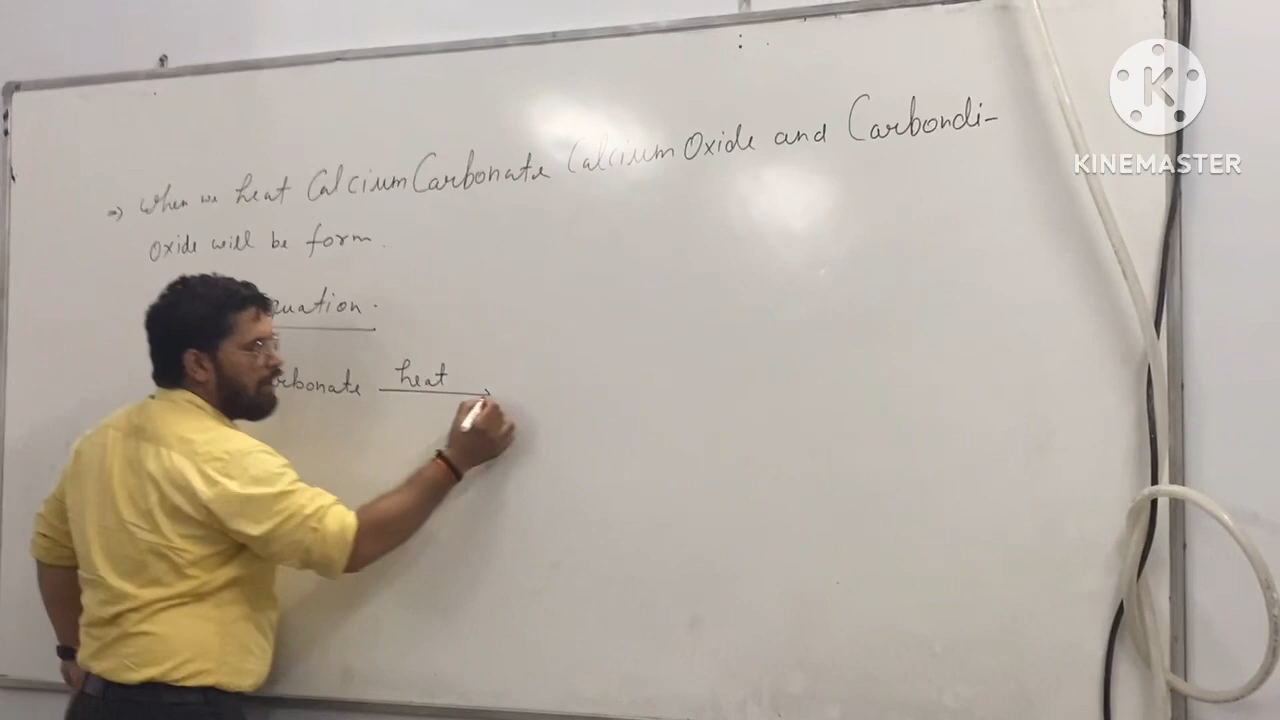 => When we heat Calcium Carbonate Calcium Oxide and Carbondi-
Oxide will be form.
uation.
rbonate heat
K
KINEMASTER